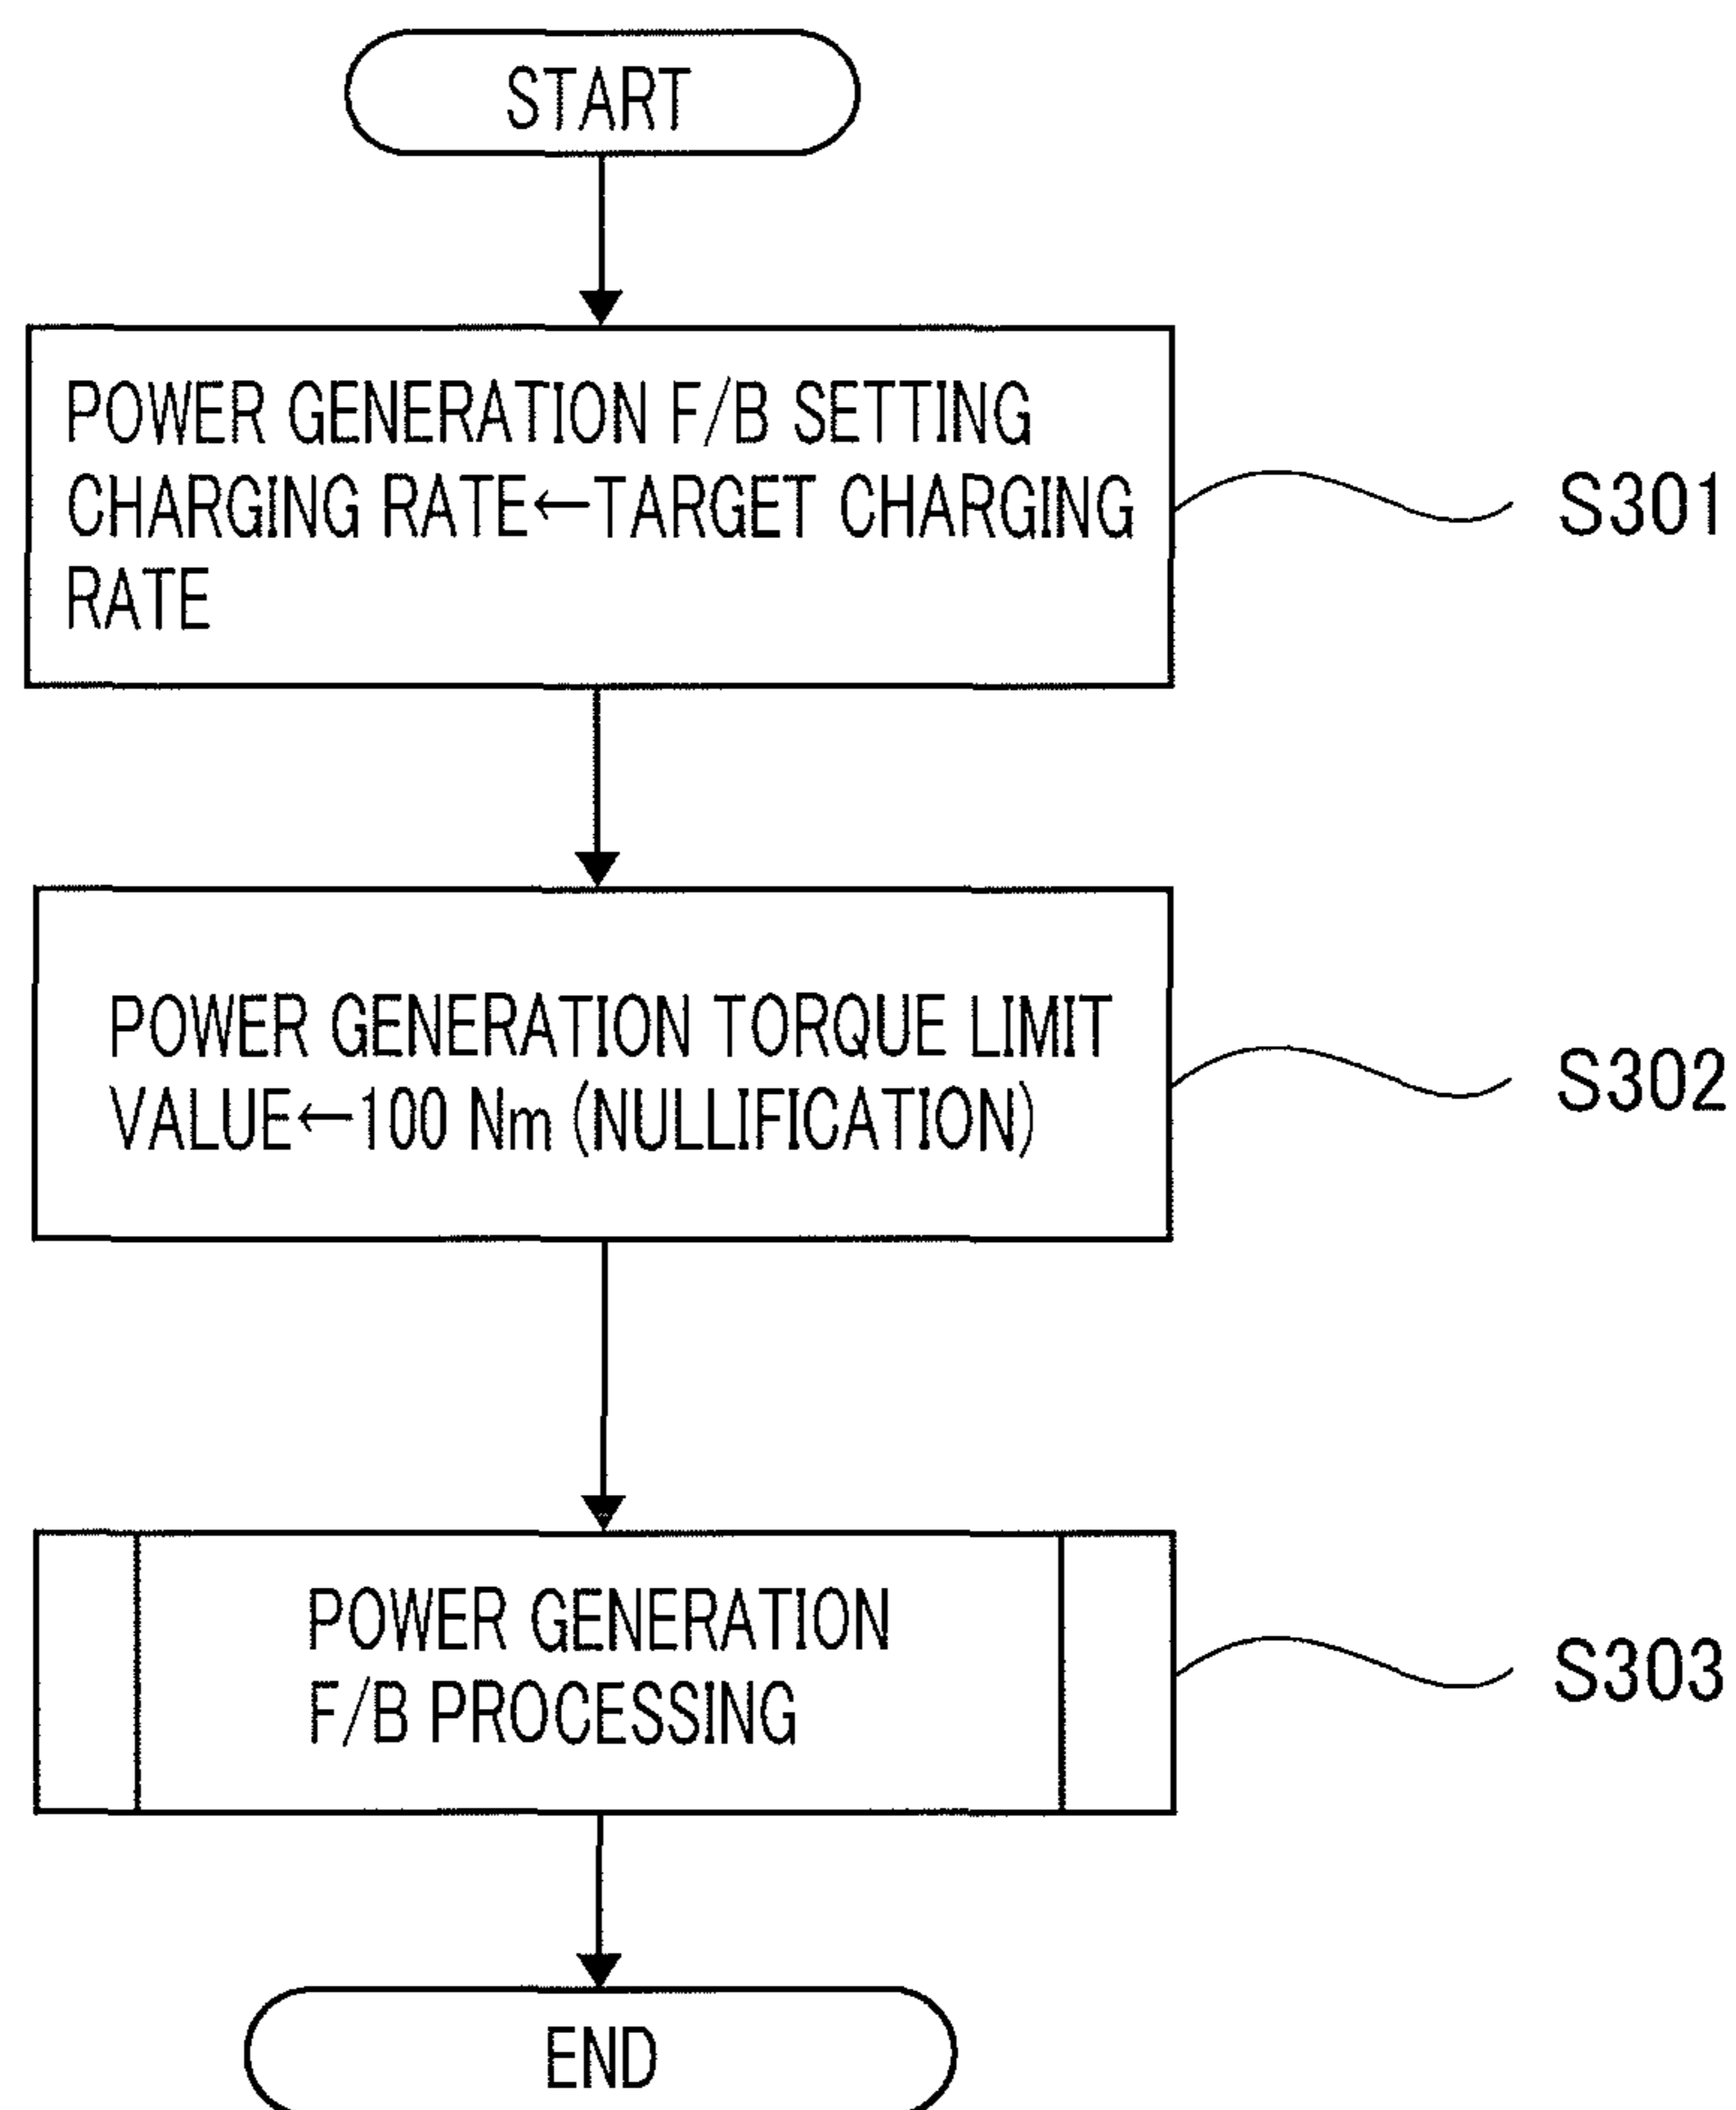 START
POWER GENERATION F/B SETTING
CHARGING RATE←TARGET CHARGING
RATE
S301
POWER GENERATION TORQUE LIMIT
VALUE←100 Nm (NULLIFICATION)
S302
POWER GENERATION
F/B PROCESSING
S303
END